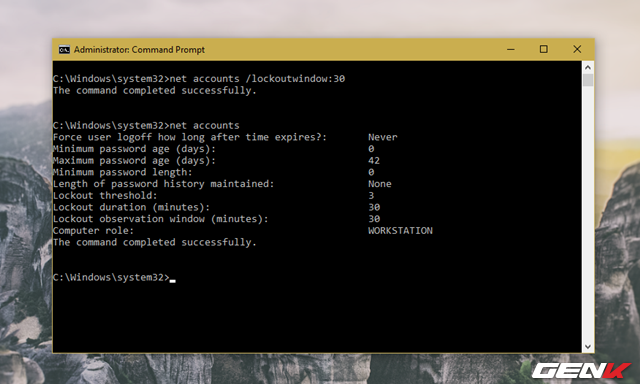 Administrator: Command Prompt
C:\Windows\system32>net accounts /lockoutwindow:30
The command completed successfully.
C:\Windows\system32>net accounts
Force user logoff how long after time expires?: Never
Minimum password age (days): 0
Maximum password age (days): 42
Minimum password length: 0
Length of password history maintained: None
Lockout threshold: 3
Lockout duration (minutes): 30
Lockout observation window (minutes): 30
Computer role: WORKSTATION
The command completed successfully.
C:\Windows\system32>
GENK